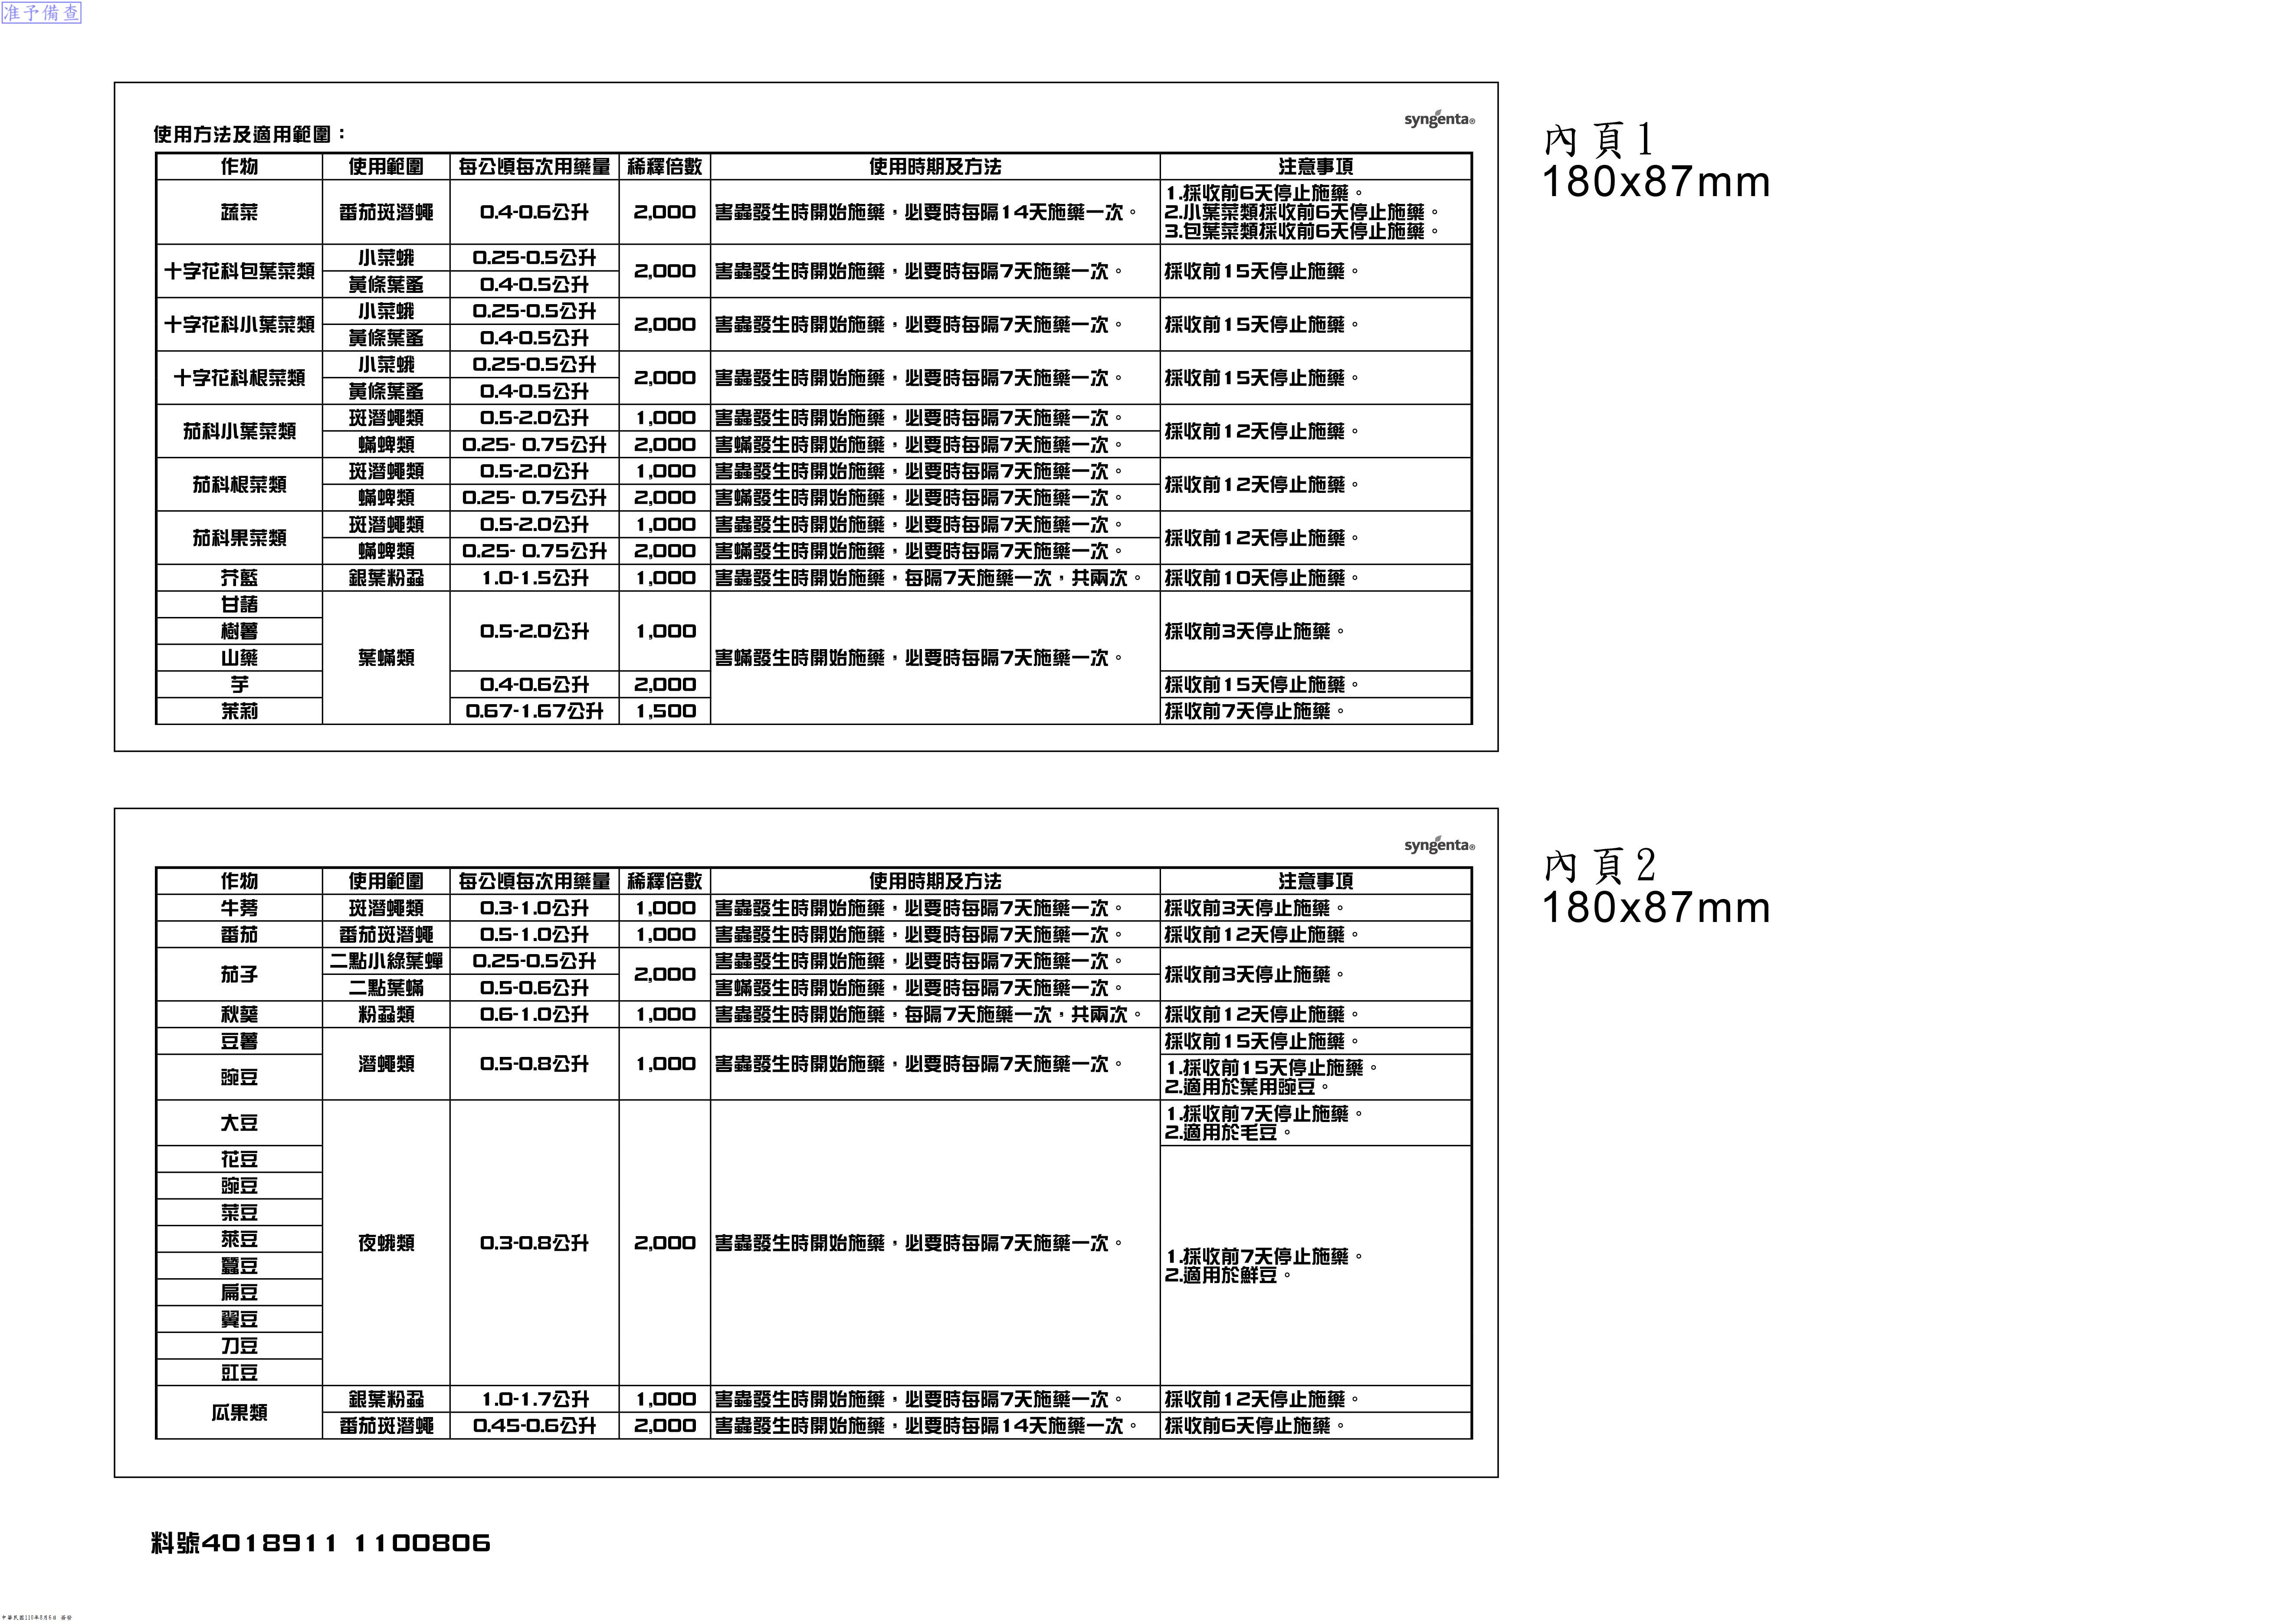 准予備查
syngenta®
使用方法及適用範圍：
作物 使用範圍 每公頃每次用藥量 稀釋倍數 使用時期及方法 注意事項
蔬菜 番茄斑潛蠅 0.4-0.6公升 2,000 害蟲發生時開始施藥，必要時每隔14天施藥一次。 1.採收前6天停止施藥。
2.小葉菜類採收前6天停止施藥。
3.包葉菜類採收前6天停止施藥。
十字花科包葉菜類 小菜蛾 0.25-0.5公升 2,000 害蟲發生時開始施藥，必要時每隔7天施藥一次。 採收前15天停止施藥。
黃條葉蚤 0.4-0.5公升
十字花科小葉菜類 小菜蛾 0.25-0.5公升 2,000 害蟲發生時開始施藥，必要時每隔7天施藥一次。 採收前15天停止施藥。
黃條葉蚤 0.4-0.5公升
十字花科根菜類 小菜蛾 0.25-0.5公升 2,000 害蟲發生時開始施藥，必要時每隔7天施藥一次。 採收前15天停止施藥。
黃條葉蚤 0.4-0.5公升
茄科小葉菜類 斑潛蠅類 0.5-2.0公升 1,000 害蟲發生時開始施藥，必要時每隔7天施藥一次。 採收前12天停止施藥。
蟎蜱類 0.25- 0.75公升 2,000 害蟎發生時開始施藥，必要時每隔7天施藥一次。
茄科根菜類 斑潛蠅類 0.5-2.0公升 1,000 害蟲發生時開始施藥，必要時每隔7天施藥一次。 採收前12天停止施藥。
蟎蜱類 0.25- 0.75公升 2,000 害蟎發生時開始施藥，必要時每隔7天施藥一次。
茄科果菜類 斑潛蠅類 0.5-2.0公升 1,000 害蟲發生時開始施藥，必要時每隔7天施藥一次。 採收前12天停止施藥。
蟎蜱類 0.25- 0.75公升 2,000 害蟎發生時開始施藥，必要時每隔7天施藥一次。
芥藍 銀葉粉蝨 1.0-1.5公升 1,000 害蟲發生時開始施藥，每隔7天施藥一次，共兩次。 採收前10天停止施藥。
甘藷
樹薯 葉蟎類 0.5-2.0公升 1,000 害蟎發生時開始施藥，必要時每隔7天施藥一次。 採收前3天停止施藥。
山藥
芋 0.4-0.6公升 2,000 採收前15天停止施藥。
茉莉 0.67-1.67公升 1,500 採收前7天停止施藥。
內頁1
180x87mm
syngenta®
作物 使用範圍 每公頃每次用藥量 稀釋倍數 使用時期及方法 注意事項
牛蒡 斑潛蠅類 0.3-1.0公升 1,000 害蟲發生時開始施藥，必要時每隔7天施藥一次。 採收前3天停止施藥。
番茄 番茄斑潛蠅 0.5-1.0公升 1,000 害蟲發生時開始施藥，必要時每隔7天施藥一次。 採收前12天停止施藥。
茄子 二點小綠葉蟬 0.25-0.5公升 2,000 害蟲發生時開始施藥，必要時每隔7天施藥一次。 採收前3天停止施藥。
二點葉蟎 0.5-0.6公升 害蟎發生時開始施藥，必要時每隔7天施藥一次。
秋葵 粉蝨類 0.6-1.0公升 1,000 害蟲發生時開始施藥，每隔7天施藥一次，共兩次。 採收前12天停止施藥。
豆薯 潛蠅類 0.5-0.8公升 1,000 害蟲發生時開始施藥，必要時每隔7天施藥一次。 採收前15天停止施藥。
豌豆 1.採收前15天停止施藥。
2.適用於葉用豌豆。
大豆 1.採收前7天停止施藥。
2.適用於毛豆。
花豆
豌豆
菜豆
萊豆 夜蛾類 0.3-0.8公升 2,000 害蟲發生時開始施藥，必要時每隔7天施藥一次。 1.採收前7天停止施藥。
2.適用於鮮豆。
蠶豆
扁豆
翼豆
刀豆
豇豆
瓜果類 銀葉粉蝨 1.0-1.7公升 1,000 害蟲發生時開始施藥，必要時每隔7天施藥一次。 採收前12天停止施藥。
番茄斑潛蠅 0.45-0.6公升 2,000 害蟲發生時開始施藥，必要時每隔14天施藥一次。 採收前6天停止施藥。
內頁2
180x87mm
料號4018911 1100806
中華民國110年8月6日